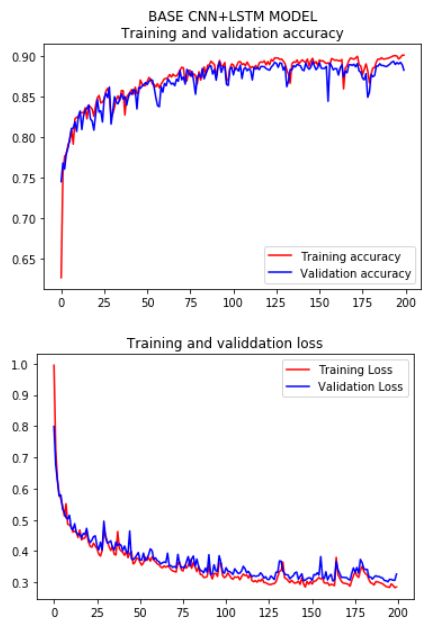 BASE CNN+LSTM MODEL
Training and validation accuracy
0.90
0.85
0.80
0.75
0.70
0.65
Training accuracy
Validation accuracy
0 25 50 75 100 125 150 175 200
Training and validdation loss
1.0
0.9
0.8
0.7
0.6
0.5
0.4
0.3
Training Loss
Validation Loss
0 25 50 75 100 125 150 175 200